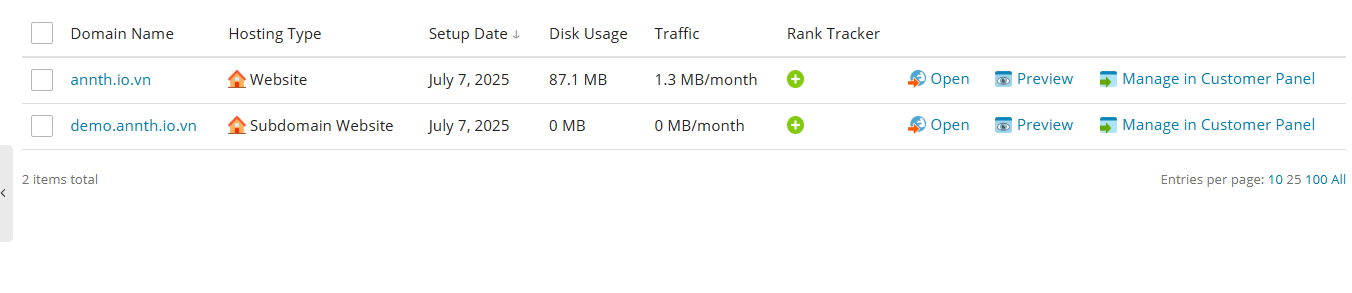 Domain Name Hosting Type Setup Date ↓ Disk Usage Traffic Rank Tracker
annth.io.vn Website July 7, 2025 87.1 MB 1.3 MB/month Open Preview Manage in Customer Panel
demo.annth.io.vn Subdomain Website July 7, 2025 0 MB 0 MB/month Open Preview Manage in Customer Panel
2 items total Entries per page: 10 25 100 All